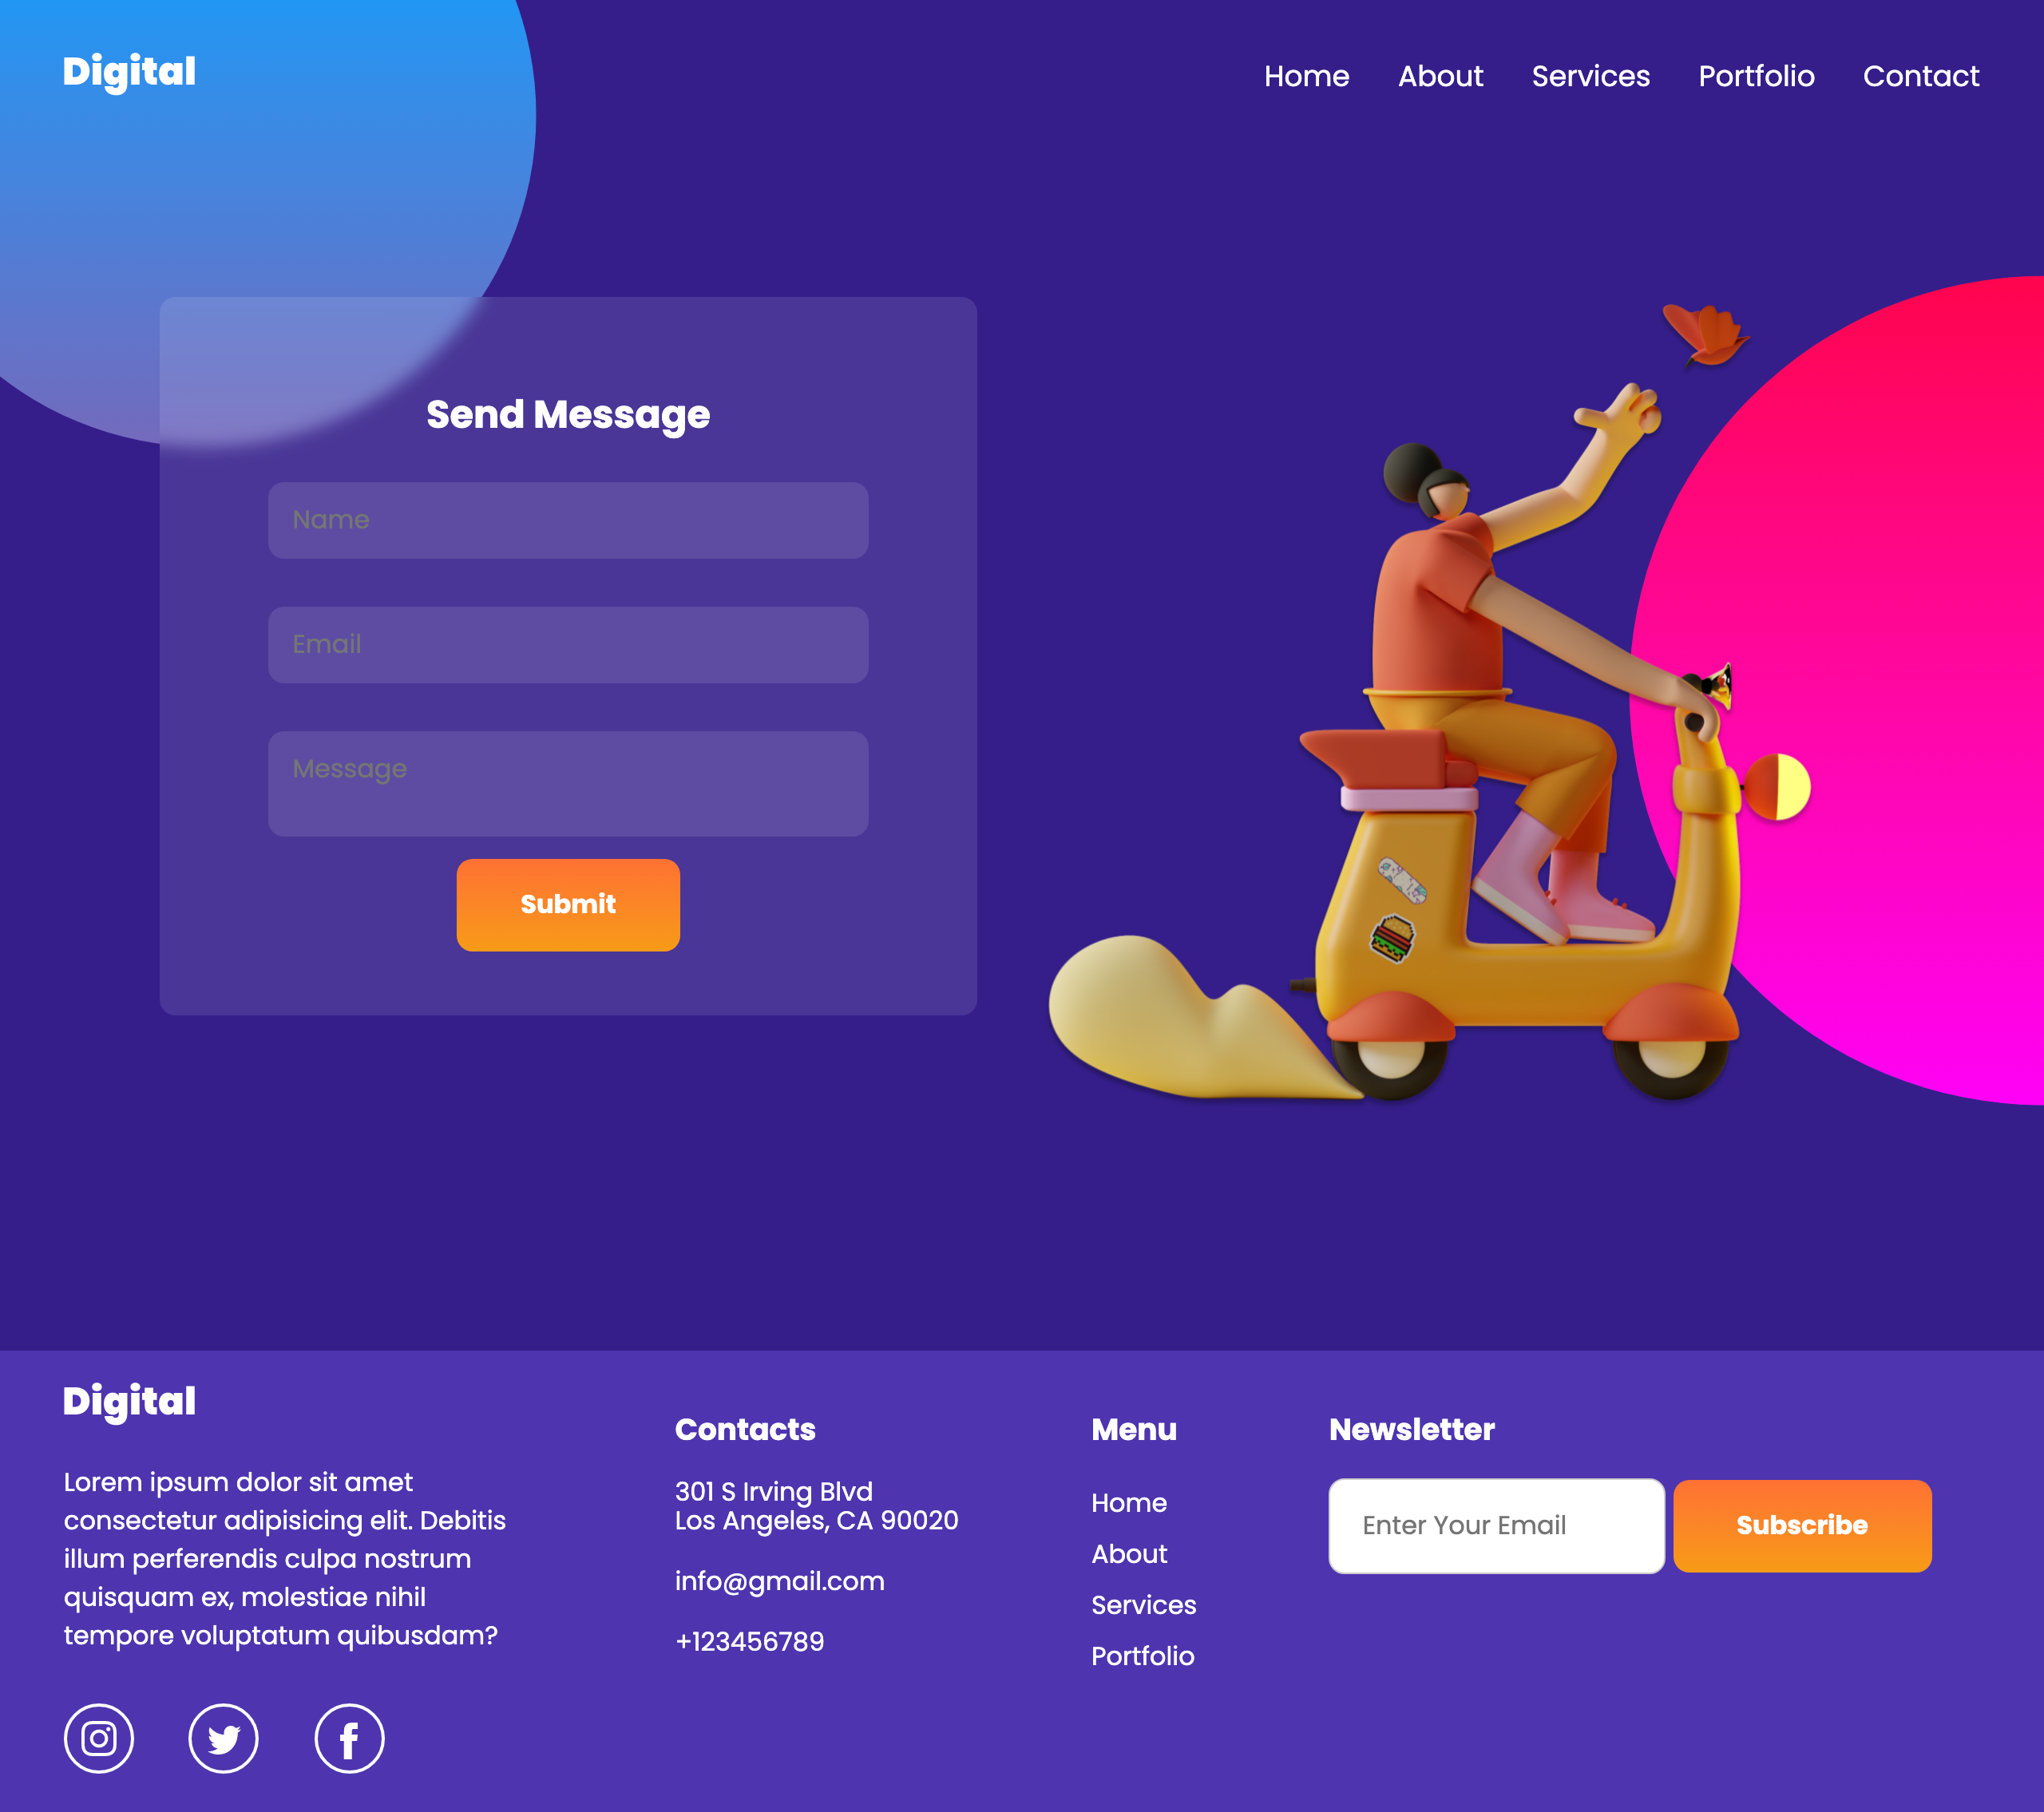 Digital
Home
About
Services
Portfolio
Contact
Send Message
Name
Email
Message
Submit
Digital
Lorem ipsum dolor sit amet
consectetur adipisicing elit. Debitis
illum perferendis culpa nostrum
quisquam ex, molestiae nihil
tempore voluptatum quibusdam?
Contacts
301 S Irving Blvd
Los Angeles, CA 90020
info@gmail.com
+123456789
Menu
Home
About
Services
Portfolio
Newsletter
Enter Your Email
Subscribe